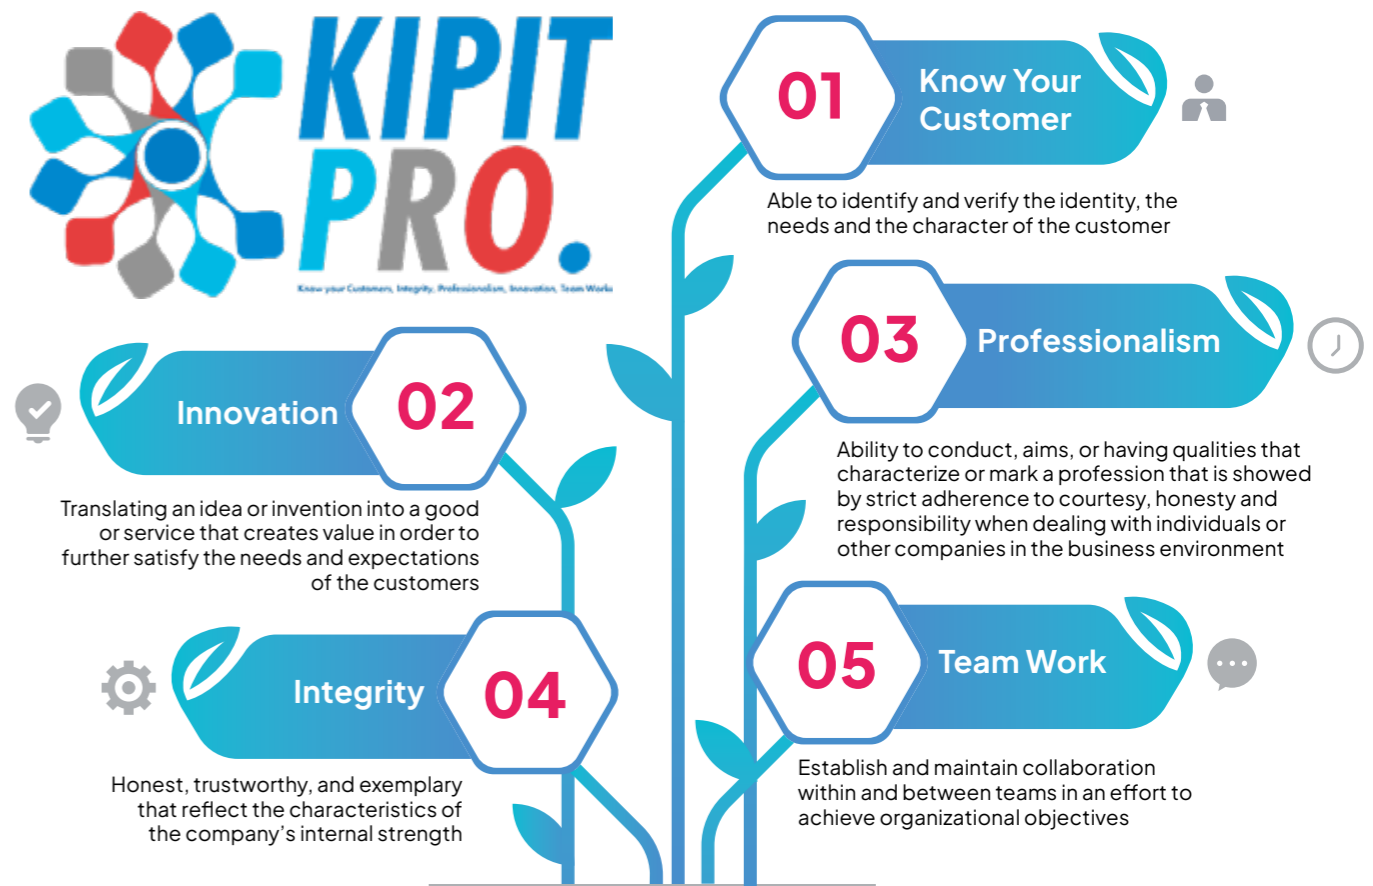 KIPIT
PRO.
Know your Customers, Integrity, Professionalism, Innovation, Team Work
01
Know Your
Customer
Able to identify and verify the identity, the
needs and the character of the customer
02
Innovation
Translating an idea or invention into a good
or service that creates value in order to
further satisfy the needs and expectations
of the customers
03
Professionalism
Ability to conduct, aims, or having qualities that
characterize or mark a profession that is showed
by strict adherence to courtesy, honesty and
responsibility when dealing with individuals or
other companies in the business environment
04
Integrity
Honest, trustworthy, and exemplary
that reflect the characteristics of
the company's internal strength
05
Team Work
Establish and maintain collaboration
within and between teams in an effort to
achieve organizational objectives